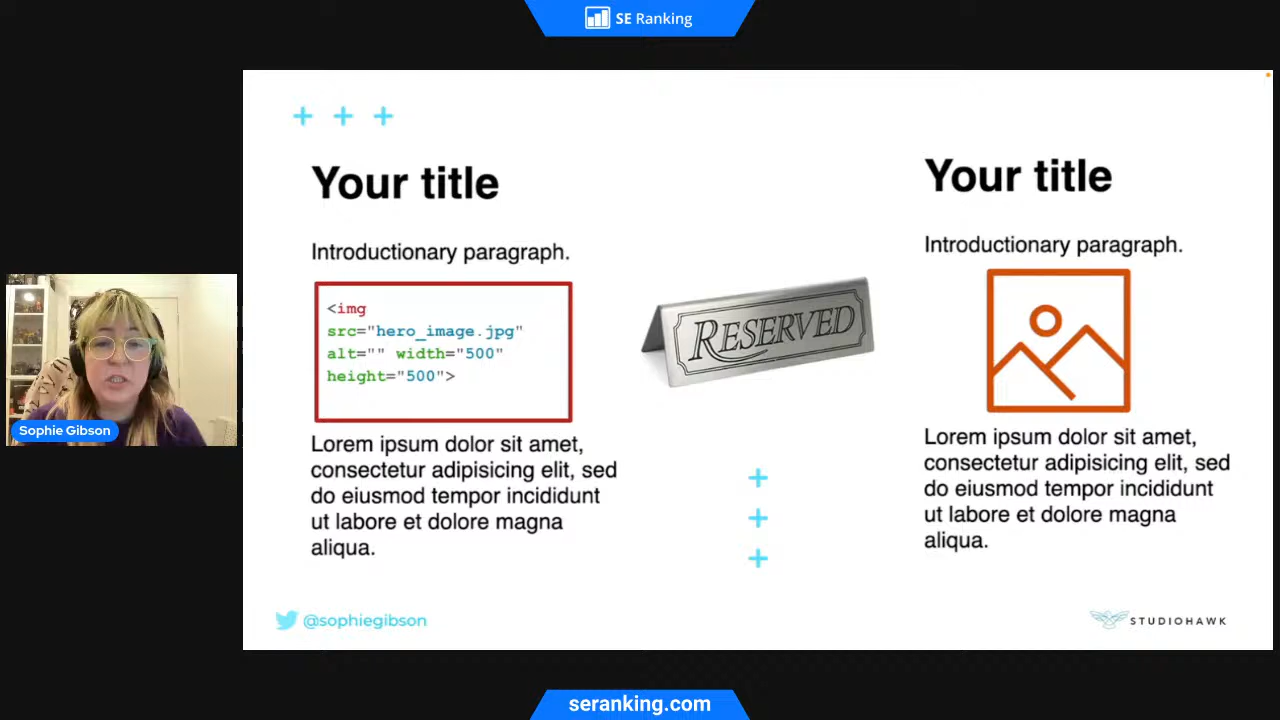 SE Ranking
Your title
Introductionary paragraph.
<img
src="hero_image.jpg"
alt="" width="500"
height="500">
Lorem ipsum dolor sit amet,
consectetur adipisicing elit, sed
do eiusmod tempor incididunt
ut labore et dolore magna
aliqua.
RESERVED
Your title
Introductionary paragraph.
Lorem ipsum dolor sit amet,
consectetur adipisicing elit, sed
do eiusmod tempor incididunt
ut labore et dolore magna
aliqua.
Sophie Gibson
@sophiegibson
STUDIOHAWK
seranking.com